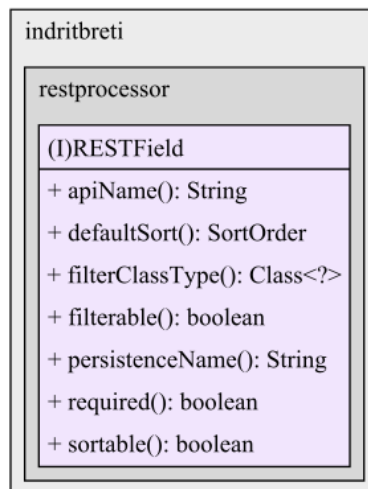 indritbreti
restprocessor
(I)RESTField
+ apiName(): String
+ defaultSort(): SortOrder
+ filterClassType(): Class<?>
+ filterable(): boolean
+ persistenceName(): String
+ required(): boolean
+ sortable(): boolean